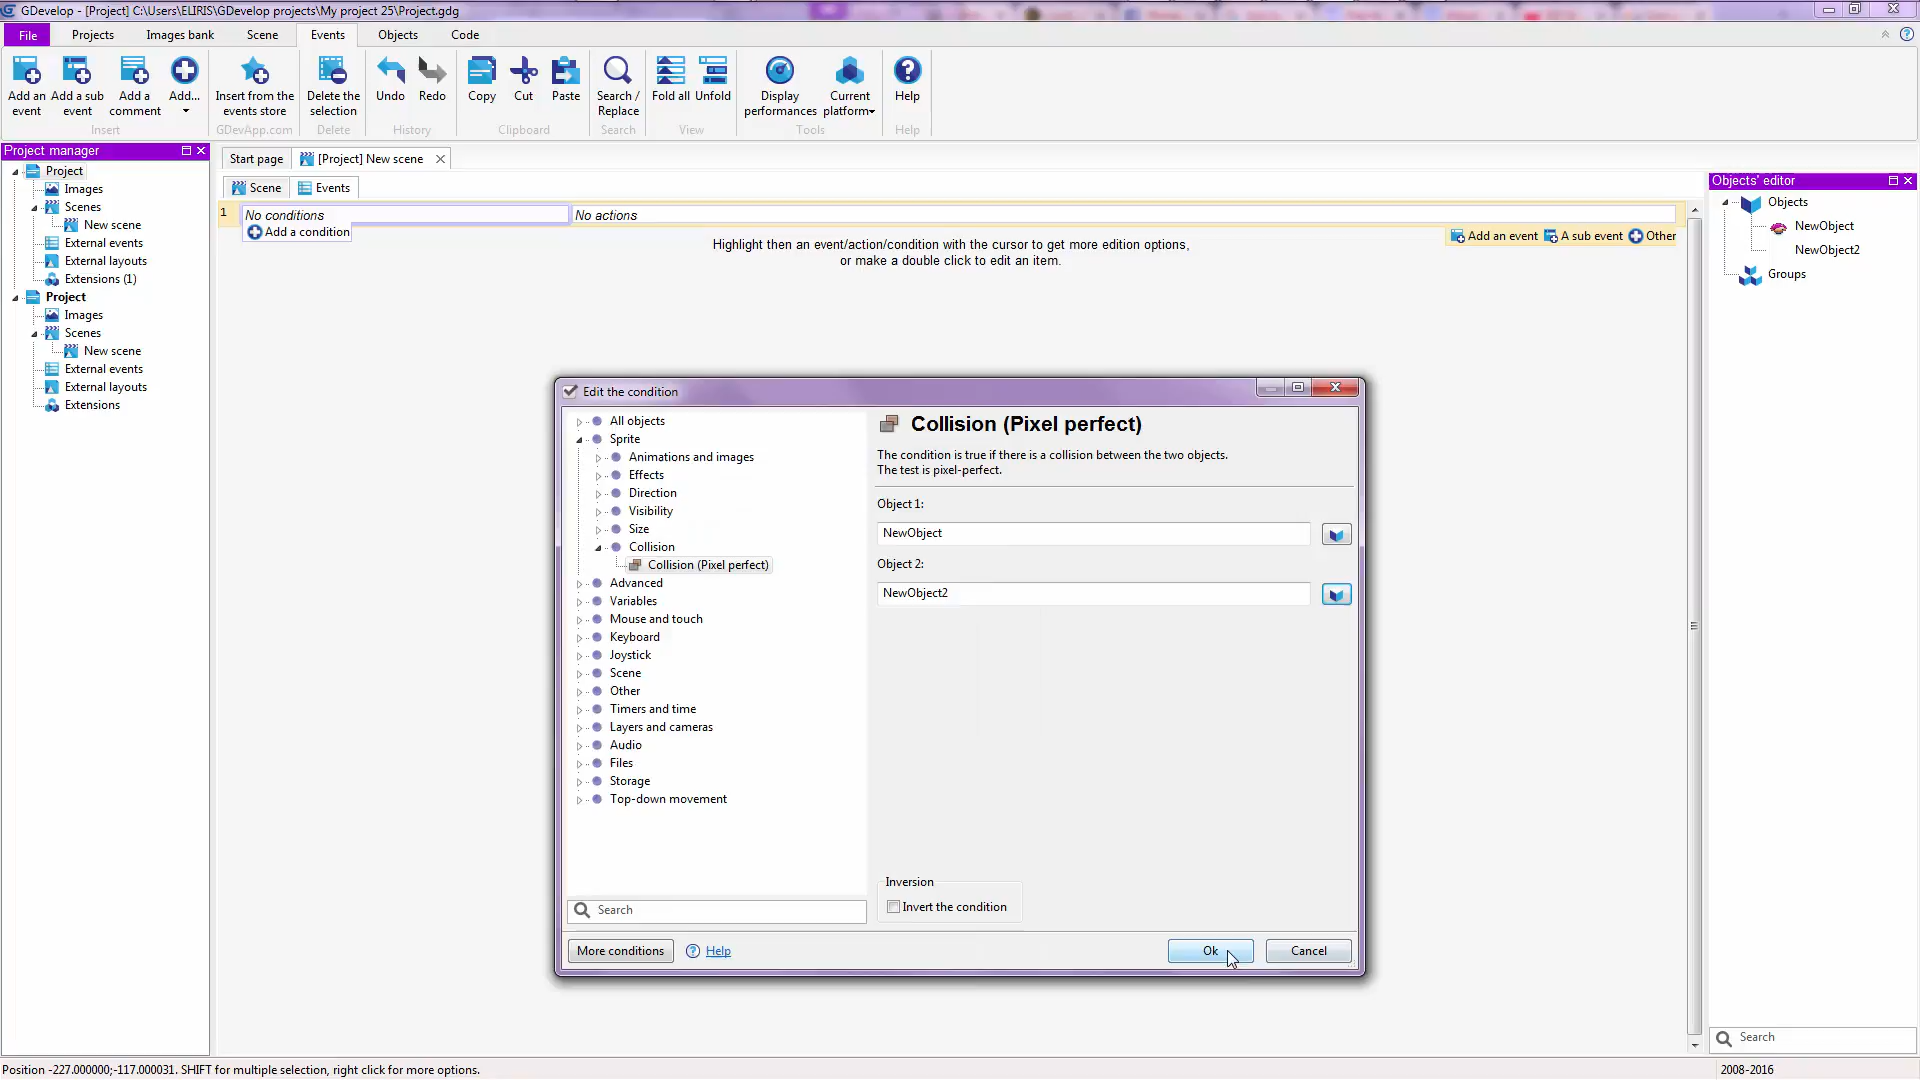 GDevelop - [Project] C:\Users\ELIRIS\GDevelop projects\My project 25\Project.gdg
File Projects Images bank Scene Events Objects Code
Add an event
Add a sub event
Add a comment
Add...
Insert from the events store
Delete the selection
Undo
Redo
Copy
Cut
Paste
Search / Replace
Fold all
Unfold
Display performances
Current platform
Help
Insert GDevApp.com Delete History Clipboard Search View Tools Help
Project manager
Project
Images
Scenes
New scene
External events
External layouts
Extensions (1)
Project
Images
Scenes
New scene
External events
External layouts
Extensions
Start page [Project] New scene
Scene Events
1 No conditions No actions
Add a condition
Highlight then an event/action/condition with the cursor to get more edition options,
or make a double click to edit an item.
Add an event A sub event Other
Edit the condition
All objects
Sprite
Animations and images
Effects
Direction
Visibility
Size
Collision
Collision (Pixel perfect)
Advanced
Variables
Mouse and touch
Keyboard
Joystick
Scene
Other
Timers and time
Layers and cameras
Audio
Files
Storage
Top-down movement
Search
More conditions Help
Collision (Pixel perfect)
The condition is true if there is a collision between the two objects.
The test is pixel-perfect.
Object 1:
NewObject
Object 2:
NewObject2
Inversion
Invert the condition
Ok Cancel
Objects' editor
Objects
NewObject
NewObject2
Groups
Search
Position -227.000000;-117.000031. SHIFT for multiple selection, right click for more options.
2008-2016